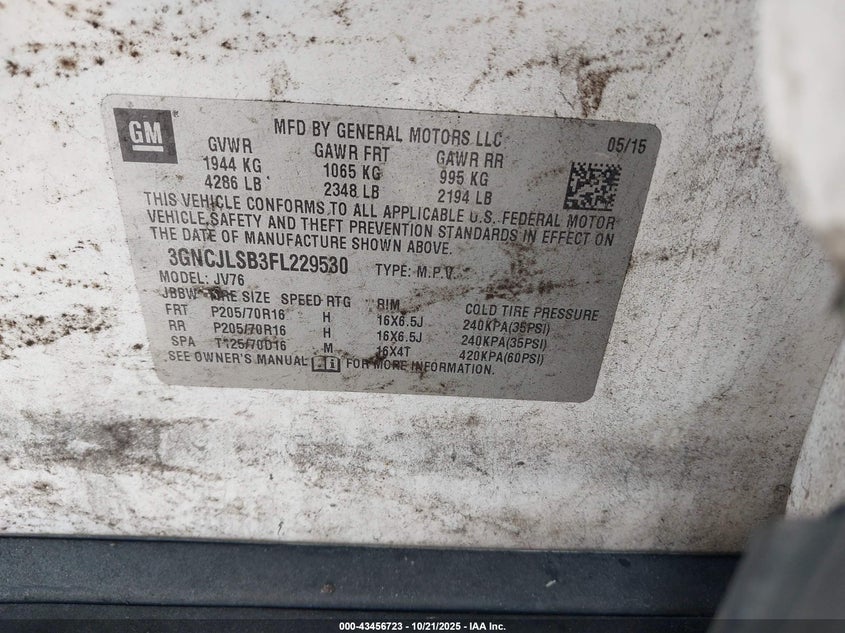 GM
MFD BY GENERAL MOTORS LLC 05/15
GVWR GAWR FRT GAWR RR
1944 KG 1065 KG 995 KG
4286 LB 2348 LB 2194 LB
THIS VEHICLE CONFORMS TO ALL APPLICABLE U.S. FEDERAL MOTOR
VEHICLE SAFETY AND THEFT PREVENTION STANDARDS IN EFFECT ON
THE DATE OF MANUFACTURE SHOWN ABOVE.
3GNCJLSB3FL229530 TYPE: M.P.V.
MODEL: JV76
JBBW TIRE SIZE SPEED RTG RIM COLD TIRE PRESSURE
FRT P205/70R16 H 16X6.5J 240KPA(35PSI)
RR P205/70R16 H 16X6.5J 240KPA(35PSI)
SPA T125/70D16 M 16X4T 420KPA(60PSI)
SEE OWNER'S MANUAL FOR MORE INFORMATION.
000-43456723 - 10/21/2025 - IAA Inc.